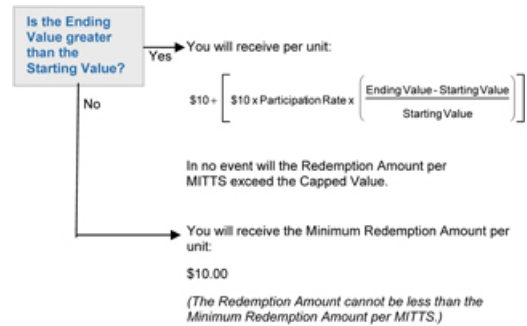 Is the Ending
Value greater
than the
Starting Value?
Yes
You will receive per unit:
$10 + [ $10 x Participation Rate x ( Ending Value - Starting Value
Starting Value ) ]
In no event will the Redemption Amount per
MITTS exceed the Capped Value.
No
You will receive the Minimum Redemption Amount per
unit:
$10.00
(The Redemption Amount cannot be less than the
Minimum Redemption Amount per MITTS.)